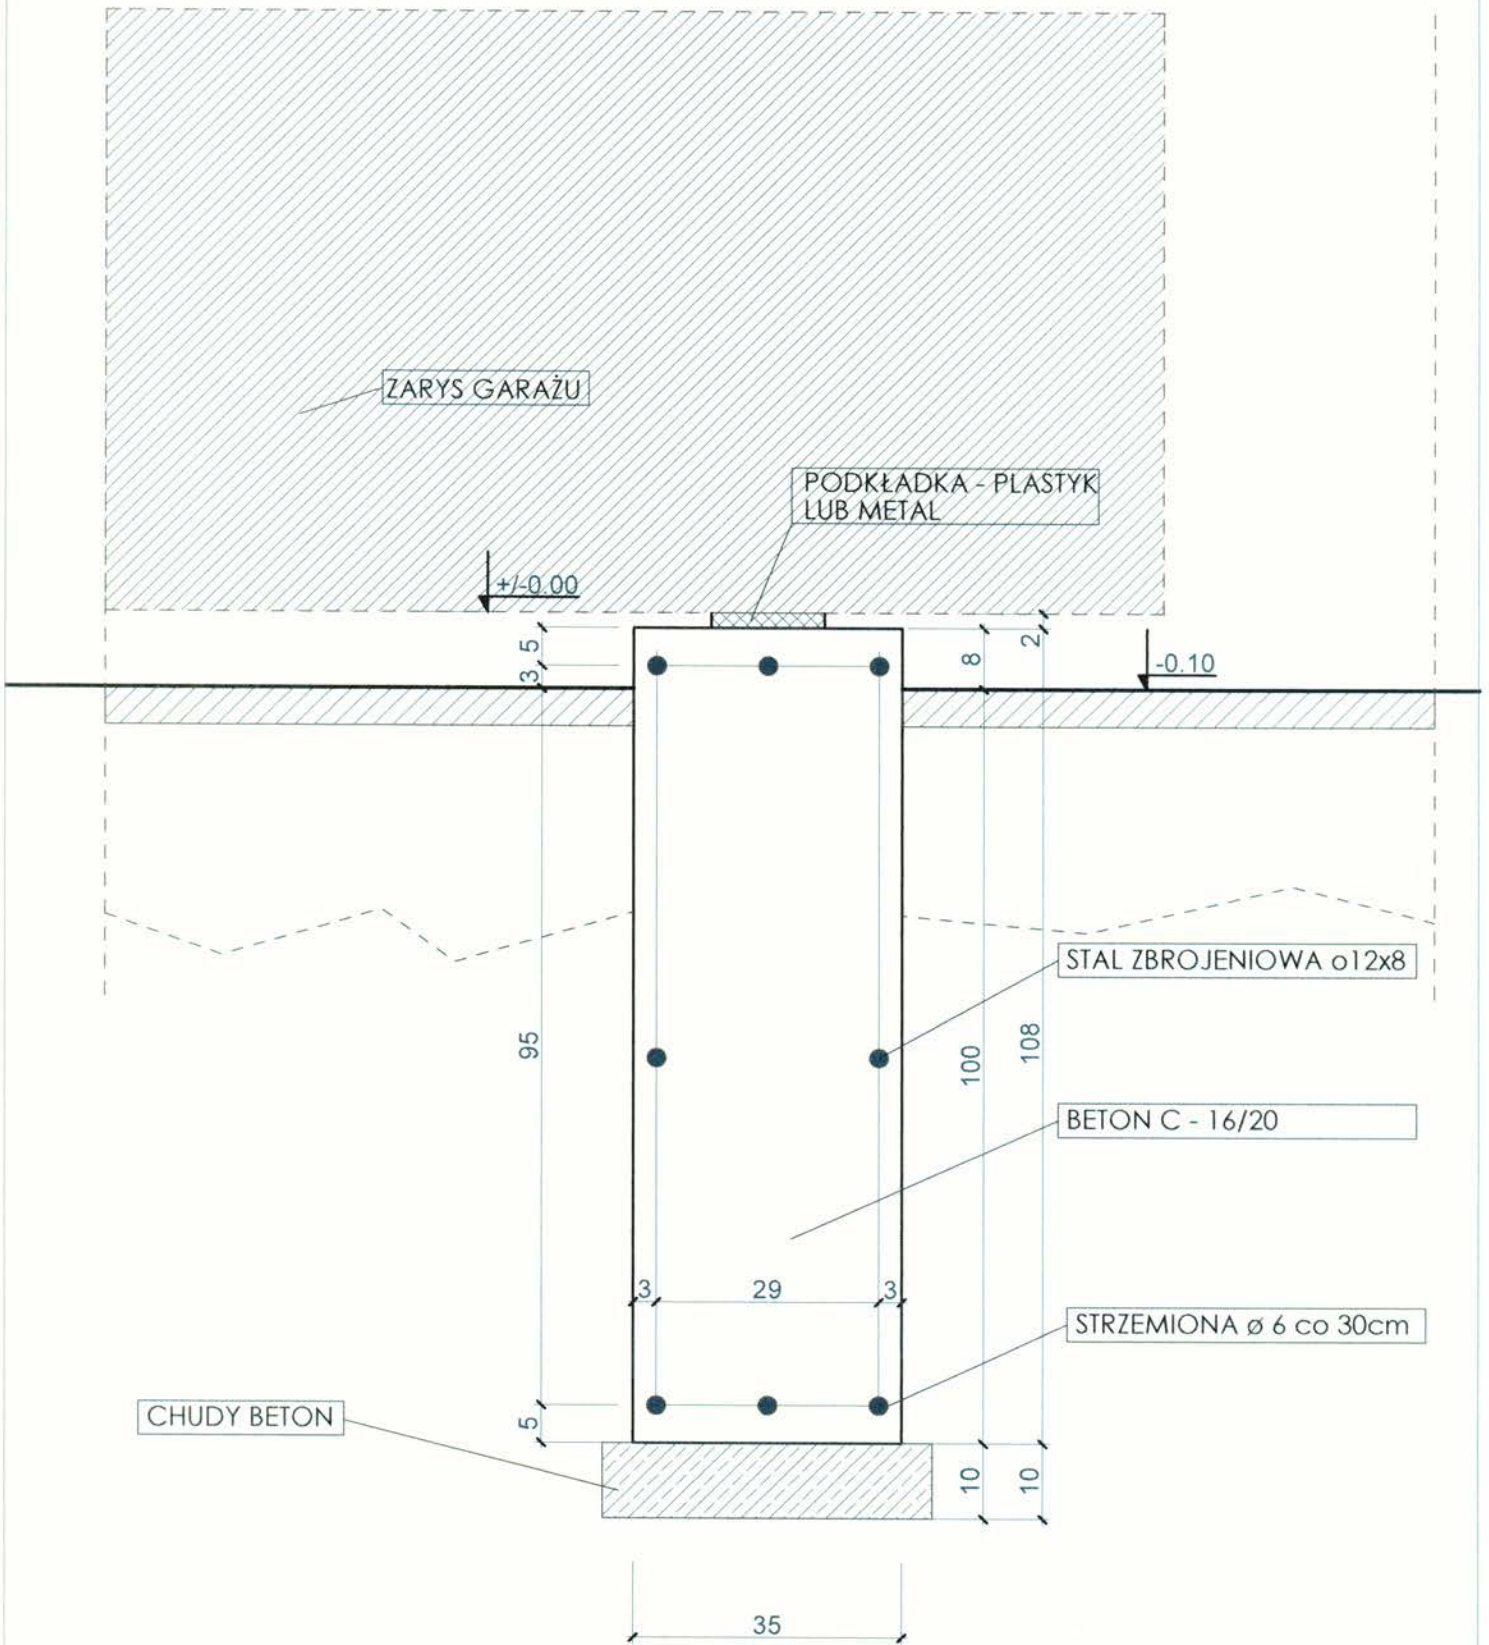 ZARYS GARAŻU
PODKŁADKA - PLASTYK
LUB METAL
+/-0.00
5
3
8
2
-0.10
STAL ZBROJENIOWA o12x8
95
100
108
BETON C - 16/20
3
29
3
STRZEMIONA ø 6 co 30cm
CHUDY BETON
5
10
10
35